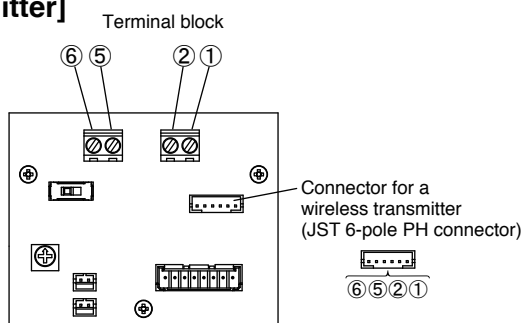 itter]
Terminal block
⑥ ⑤ ② ①
Connector for a
wireless transmitter
(JST 6-pole PH connector)
⑥⑤②①